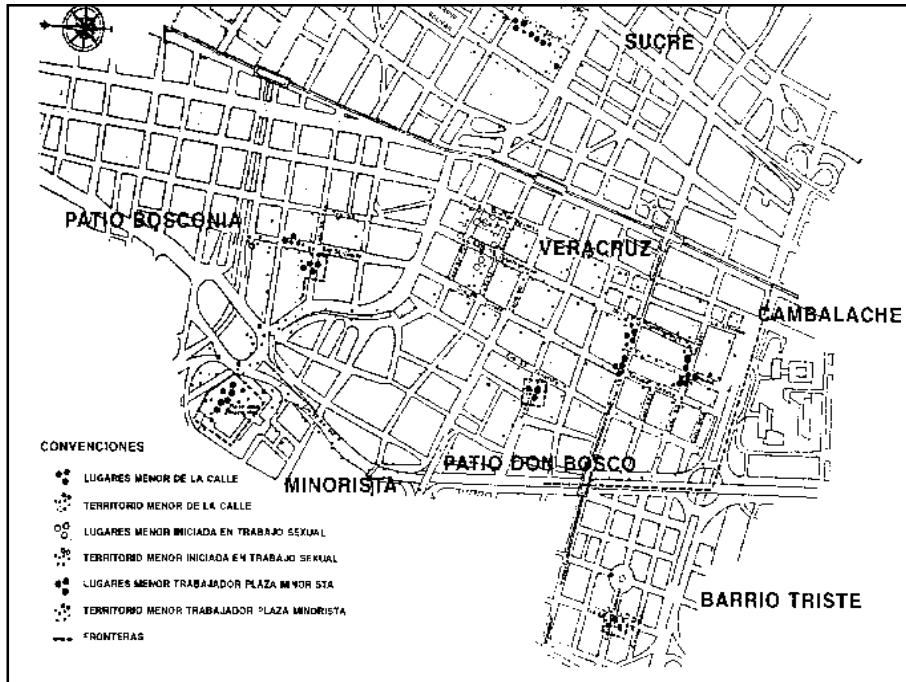 SUCRE
PATIO BOSCONIA
VERACRUZ
CAMBALACHE
PATIO DON BOSCO
MINORISTA
BARRIO TRISTE
CONVENCIONES
LUGARES MENOR DE LA CALLE
TERRITORIO MENOR DE LA CALLE
LUGARES MENOR INICIADA EN TRABAJO SEXUAL
TERRITORIO MENOR INICIADA EN TRABAJO SEXUAL
LUGARES MENOR TRABAJADOR PLAZA MINOR STA
TERRITORIO MENOR TRABAJADOR PLAZA MINORISTA
FRONTERAS